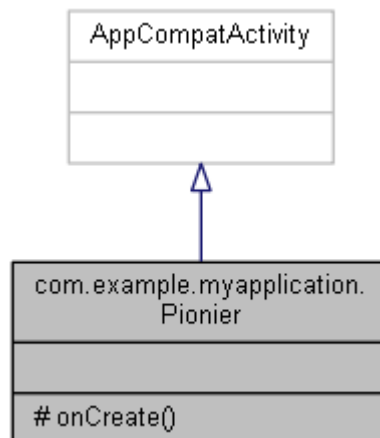 AppCompatActivity
com.example.myapplication.
Pionier
# onCreate()